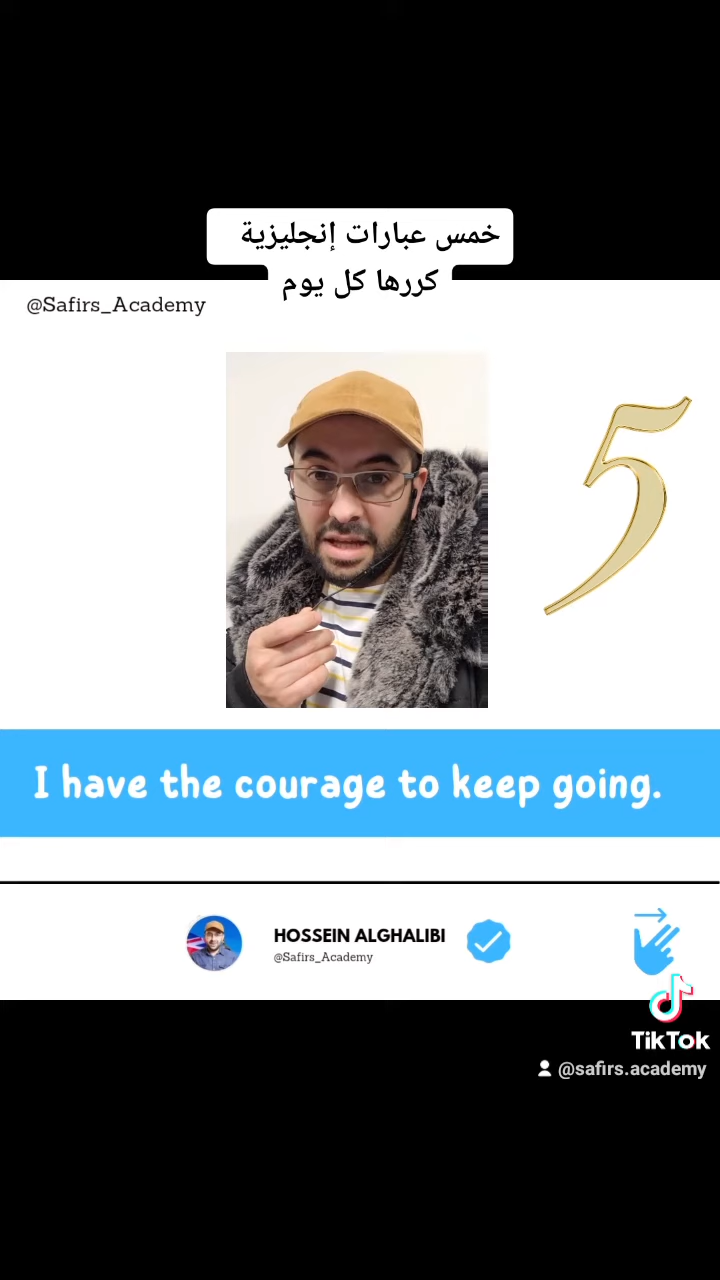 خمس عبارات إنجليزية
كررها كل يوم
@Safirs_Academy
5
I have the courage to keep going.
HOSSEIN ALGHALIBI
@Safirs_Academy
TikTok
@safirs.academy